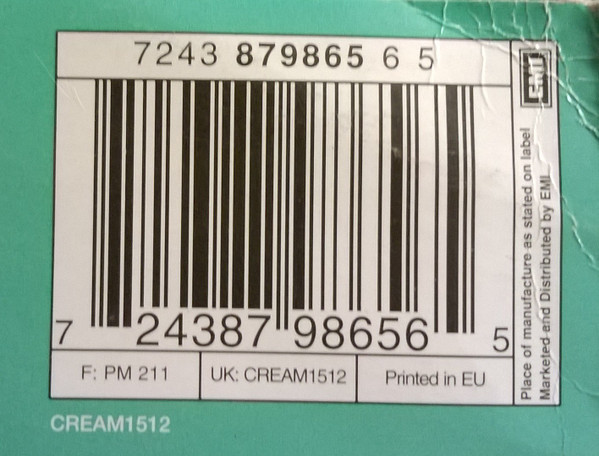 7243 879865 6 5
EMI
7 24387 98656 5
F: PM 211
UK: CREAM1512
Printed in EU
CREAM1512
Place of manufacture as stated on label
Marketed and Distributed by EMI.